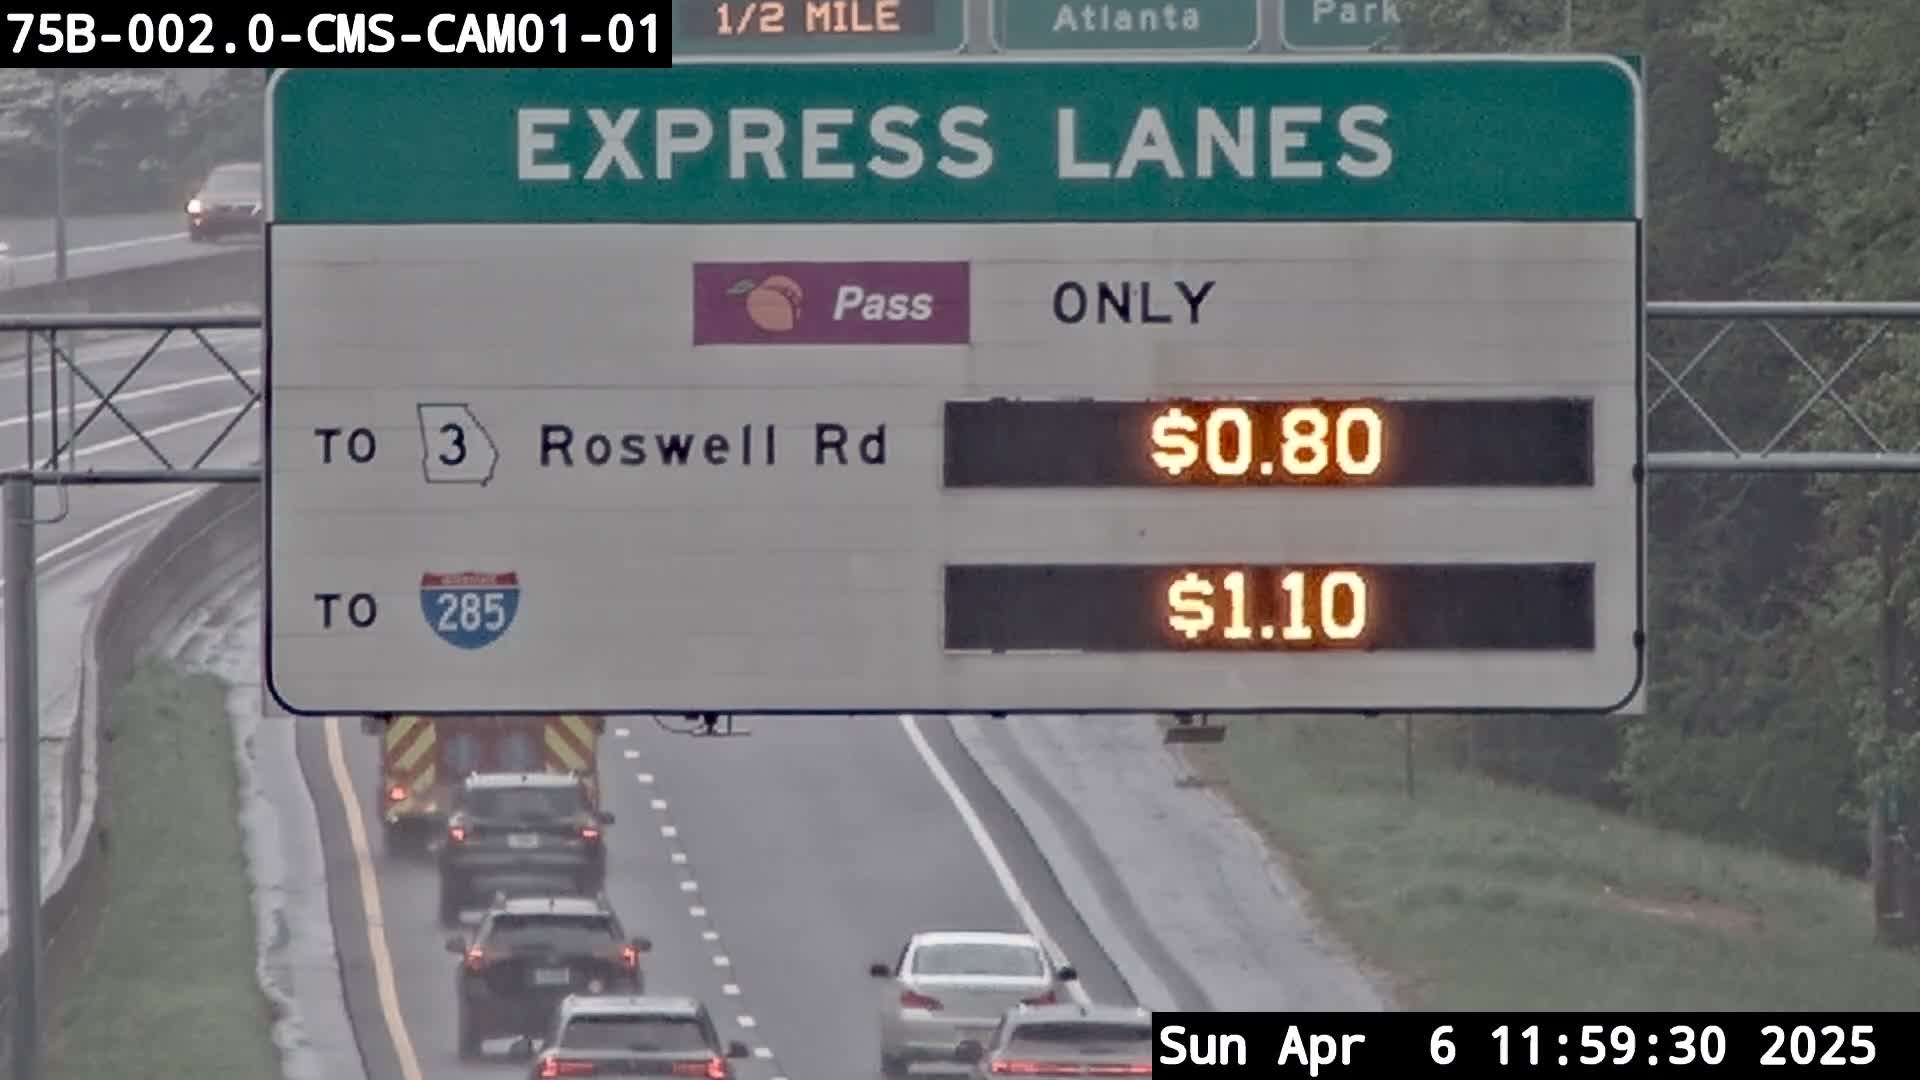 75B-002.0-CMS-CAM01-01
1/2 MILE
Atlanta
Park
EXPRESS LANES
Pass ONLY
TO 3 Roswell Rd $0.80
TO 285 $1.10
Sun Apr 6 11:59:30 2025